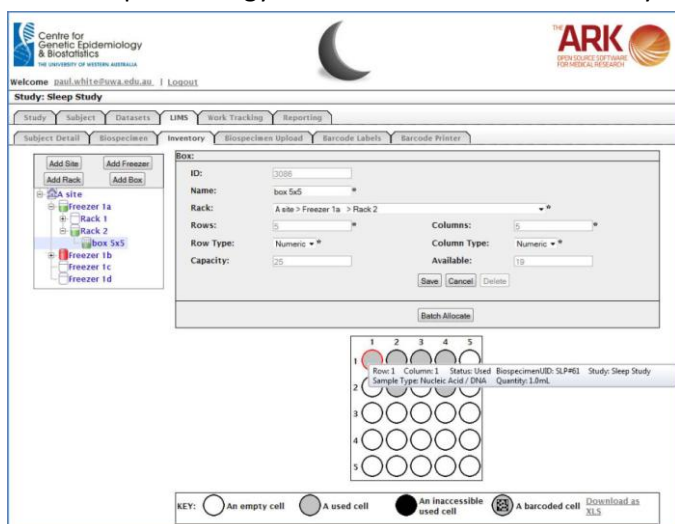 Centre for
Genetic Epidemiology
& Biostatistics
THE UNIVERSITY OF WESTERN AUSTRALIA
THE ARK
OPEN SOURCE SOFTWARE
FOR MEDICAL RESEARCH
Welcome paul.white@uwa.edu.au | Logout
Study: Sleep Study
Study Subject Datasets LIMS Work Tracking Reporting
Subject Detail Biospecimen Inventory Biospecimen Upload Barcode Labels Barcode Printer
Add Site Add Freezer
Add Rack Add Box
A site
Freezer 1a
Rack 1
Rack 2
box 5x5
Freezer 1b
Freezer 1c
Freezer 1d
Box:
ID: 3086
Name: box 5x5 *
Rack: A site > Freezer 1a > Rack 2 *
Rows: 5 * Columns: 5 *
Row Type: Numeric * Column Type: Numeric *
Capacity: 25 Available: 19
Save Cancel Delete
Batch Allocate
1 2 3 4 5
1
Row: 1 Column: 1 Status: Used BiospecimenUID: SLP#61 Study: Sleep Study
Sample Type: Nucleic Acid / DNA Quantity: 1.0mL
2
3
4
5
KEY: An empty cell A used cell An inaccessible used cell A barcoded cell Download as XLS